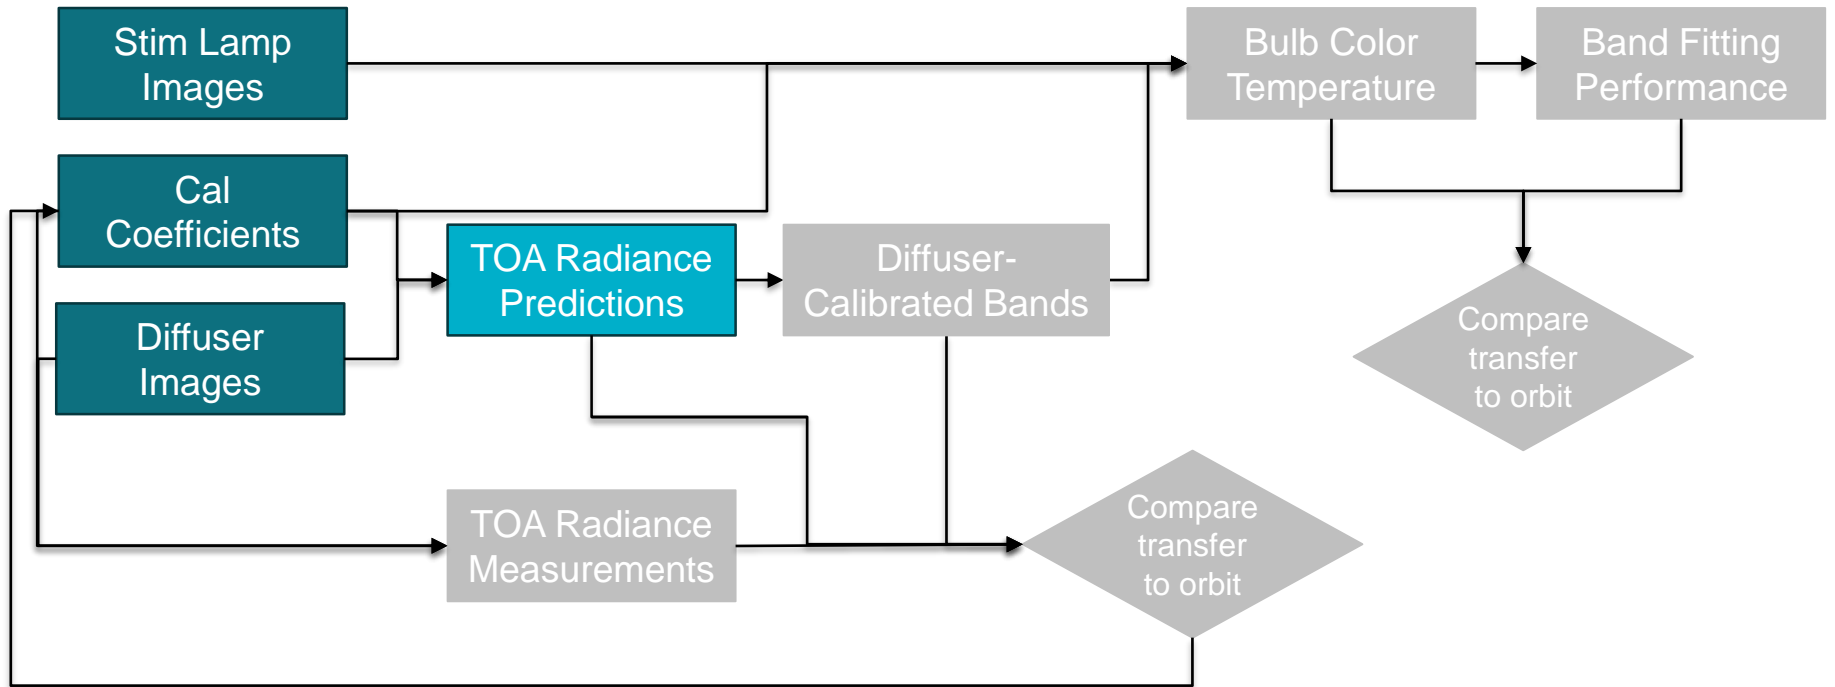 Stim Lamp
Images
Bulb Color
Temperature
Band Fitting
Performance
Cal
Coefficients
TOA Radiance
Predictions
Diffuser-
Calibrated Bands
Diffuser
Images
Compare
transfer
to orbit
TOA Radiance
Measurements
Compare
transfer
to orbit